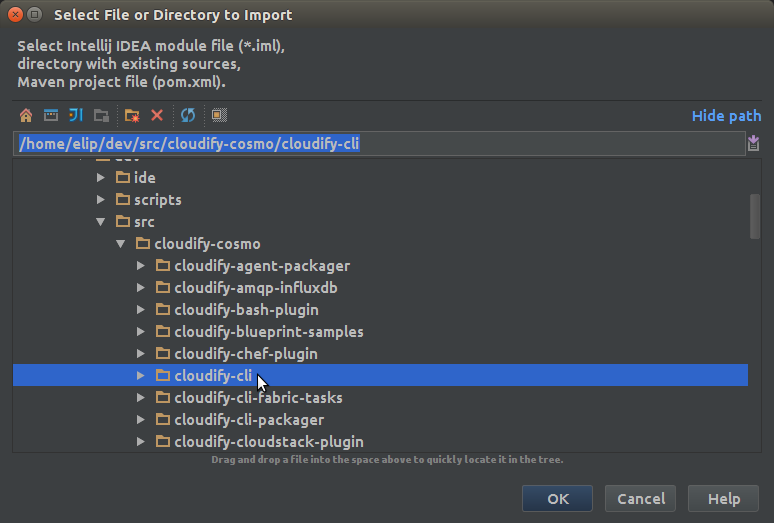 Select File or Directory to Import
Select Intellij IDEA module file (*.iml),
directory with existing sources,
Maven project file (pom.xml).
Hide path
/home/elip/dev/src/cloudify-cosmo/cloudify-cli
dev
ide
scripts
src
cloudify-cosmo
cloudify-agent-packager
cloudify-amqp-influxdb
cloudify-bash-plugin
cloudify-blueprint-samples
cloudify-chef-plugin
cloudify-cli
cloudify-cli-fabric-tasks
cloudify-cli-packager
cloudify-cloudstack-plugin
Drag and drop a file into the space above to quickly locate it in the tree.
OK
Cancel
Help